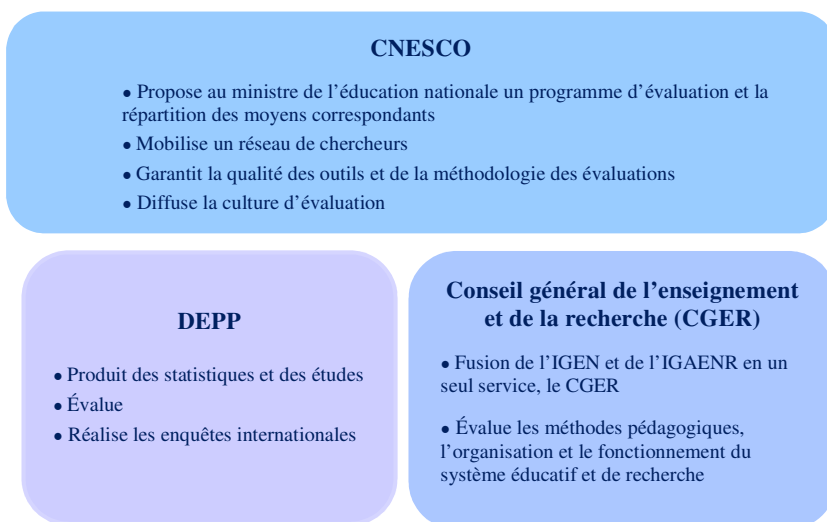 CNESCO
● Propose au ministre de l’éducation nationale un programme d’évaluation et la
répartition des moyens correspondants
● Mobilise un réseau de chercheurs
● Garantit la qualité des outils et de la méthodologie des évaluations
● Diffuse la culture d’évaluation
DEPP
● Produit des statistiques et des études
● Évalue
● Réalise les enquêtes internationales
Conseil général de l’enseignement
et de la recherche (CGER)
● Fusion de l’IGEN et de l’IGAENR en un
seul service, le CGER
● Évalue les méthodes pédagogiques,
l’organisation et le fonctionnement du
système éducatif et de recherche